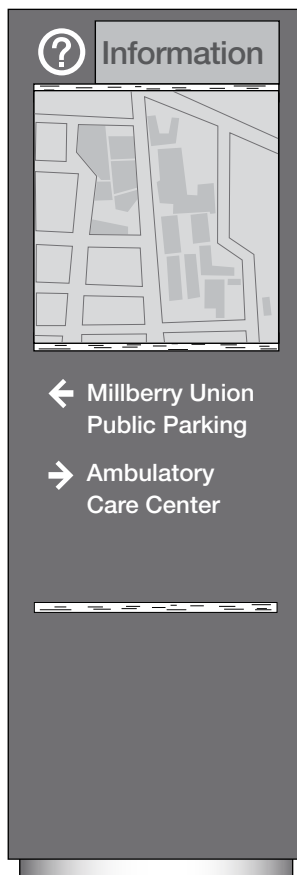 ? Information
← Millberry Union
Public Parking
→ Ambulatory
Care Center